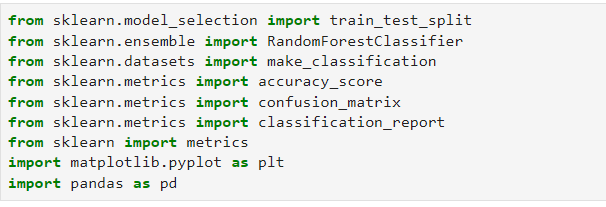 from sklearn.model_selection import train_test_split
from sklearn.ensemble import RandomForestClassifier
from sklearn.datasets import make_classification
from sklearn.metrics import accuracy_score
from sklearn.metrics import confusion_matrix
from sklearn.metrics import classification_report
from sklearn import metrics
import matplotlib.pyplot as plt
import pandas as pd